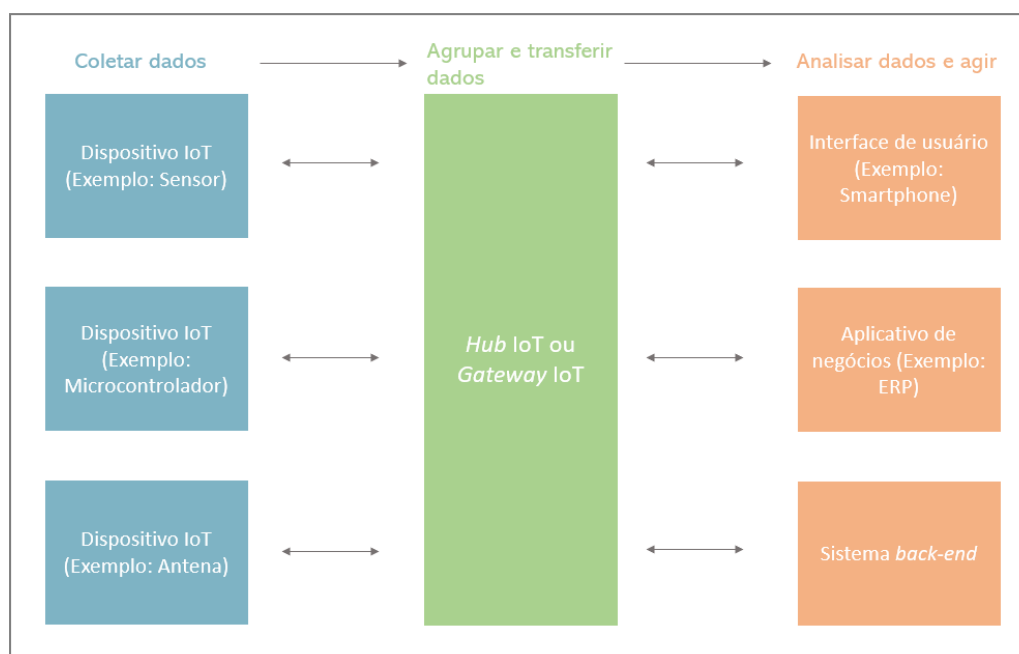 Coletar dados
Agrupar e transferir
dados
Analisar dados e agir
Dispositivo IoT
(Exemplo: Sensor)
Dispositivo IoT
(Exemplo:
Microcontrolador)
Dispositivo IoT
(Exemplo: Antena)
Hub IoT ou
Gateway IoT
Interface de usuário
(Exemplo:
Smartphone)
Aplicativo de
negócios (Exemplo:
ERP)
Sistema back-end